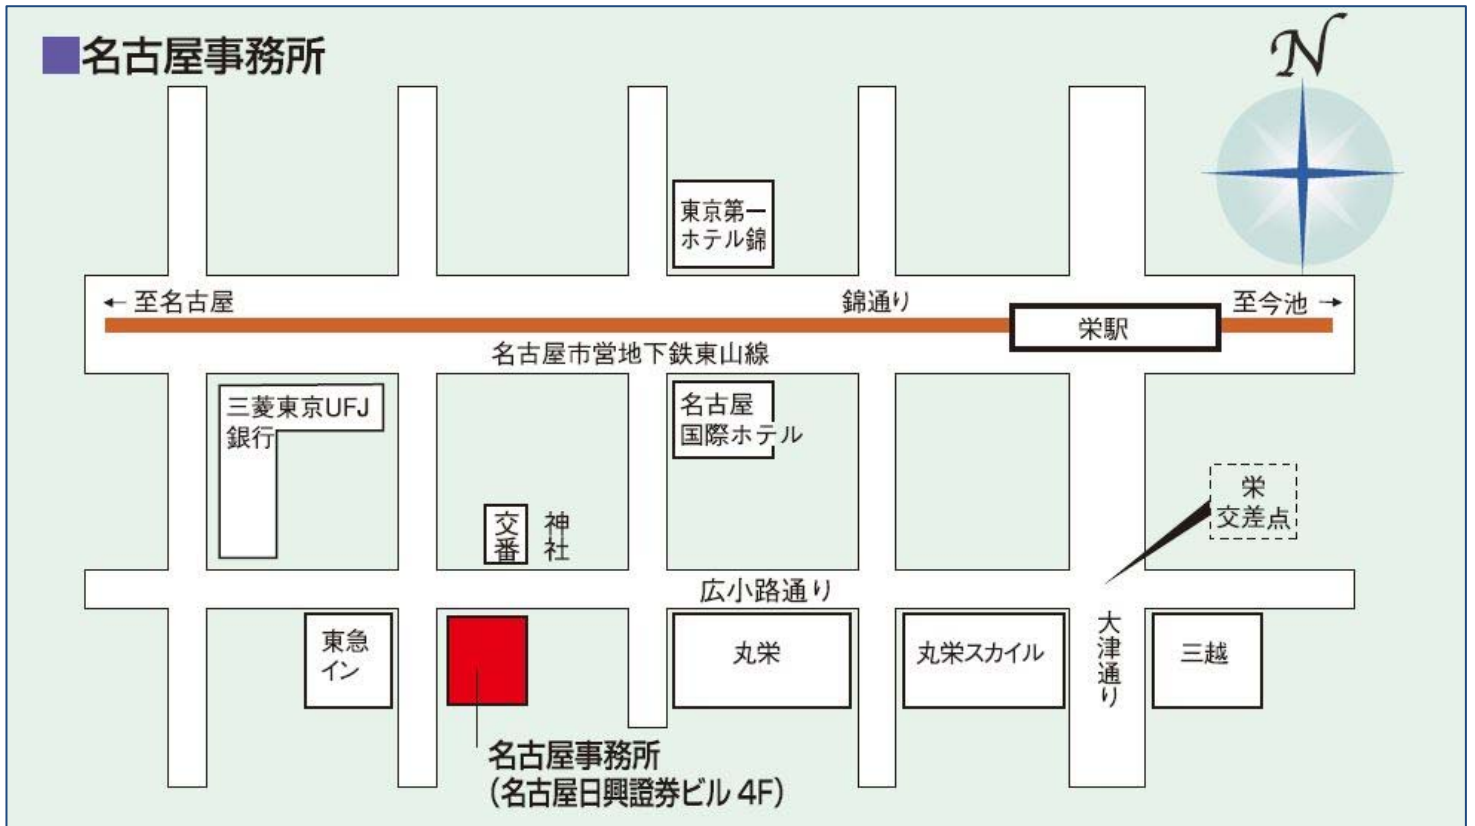 ■名古屋事務所
N
東京第一
ホテル錦
← 至名古屋
錦通り
至今池 →
栄駅
名古屋市営地下鉄東山線
三菱東京UFJ
銀行
名古屋
国際ホテル
栄
交差点
交番
神社
広小路通り
東急
イン
丸栄
丸栄スカイル
大津通り
三越
名古屋事務所
(名古屋日興證券ビル 4F)